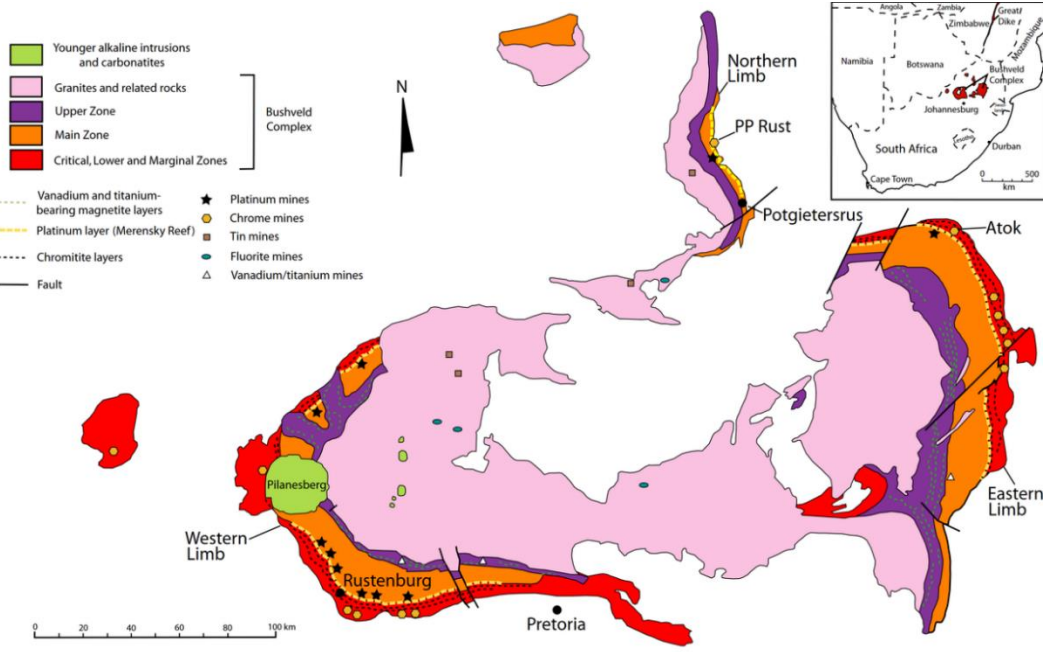 Younger alkaline intrusions
and carbonatites
Granites and related rocks
Upper Zone
Main Zone
Critical, Lower and Marginal Zones
Bushveld
Complex
Vanadium and titanium-
bearing magnetite layers
Platinum layer (Merensky Reef)
Chromitite layers
Fault
Platinum mines
Chrome mines
Tin mines
Fluorite mines
Vanadium/titanium mines
N
Northern
Limb
PP Rust
Potgietersrus
Atok
Eastern
Limb
Pilanesberg
Western
Limb
Rustenburg
Pretoria
0 20 40 60 80 100 km
Angola
Zambia
Great
Dike
Zimbabwe
Mozambique
Namibia
Botswana
Bushveld
Complex
Johannesburg
Lesotho
South Africa
Durban
Cape Town
0 500
km